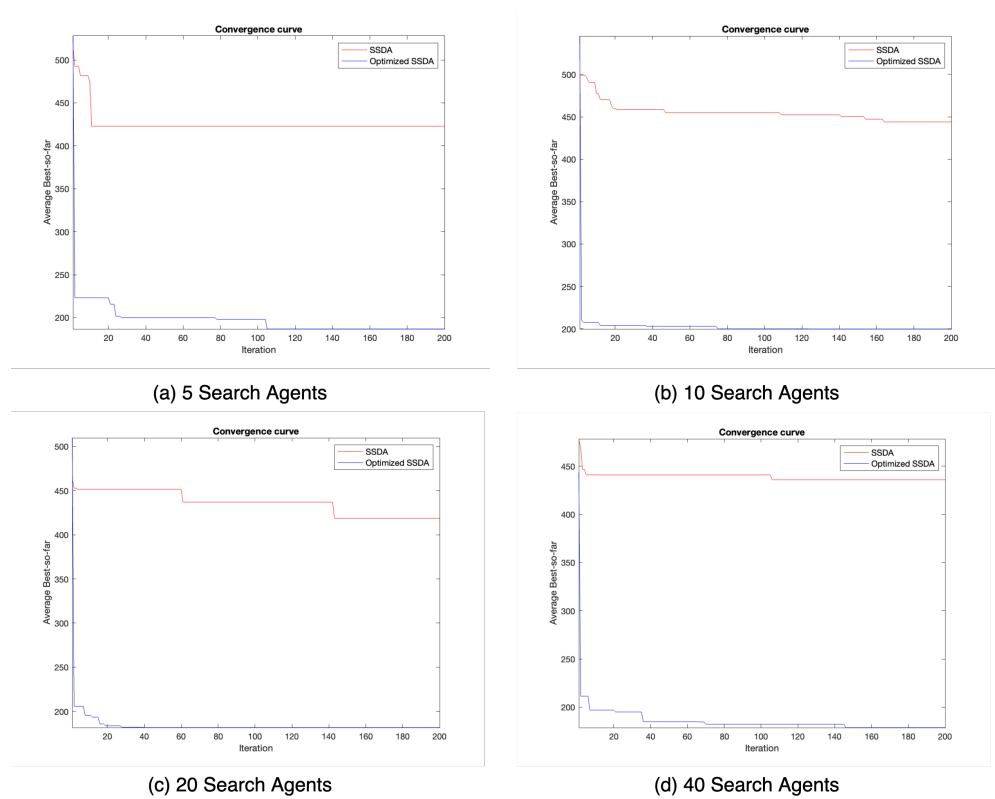 Convergence curve
SSDA
Optimized SSDA
500
450
400
350
300
250
200
Average Best-so-far
20 40 60 80 100 120 140 160 180 200
Iteration
(a) 5 Search Agents
Convergence curve
SSDA
Optimized SSDA
500
450
400
350
300
250
200
Average Best-so-far
20 40 60 80 100 120 140 160 180 200
Iteration
(b) 10 Search Agents
Convergence curve
SSDA
Optimized SSDA
500
450
400
350
300
250
200
Average Best-so-far
20 40 60 80 100 120 140 160 180 200
Iteration
(c) 20 Search Agents
Convergence curve
SSDA
Optimized SSDA
450
400
350
300
250
200
Average Best-so-far
20 40 60 80 100 120 140 160 180 200
Iteration
(d) 40 Search Agents